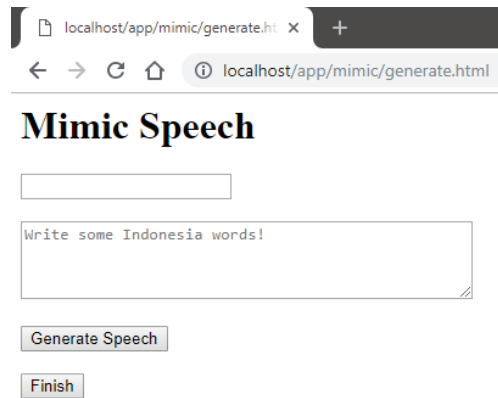 localhost/app/mimic/generate.ht
localhost/app/mimic/generate.html
Mimic Speech
Write some Indonesia words!
Generate Speech
Finish